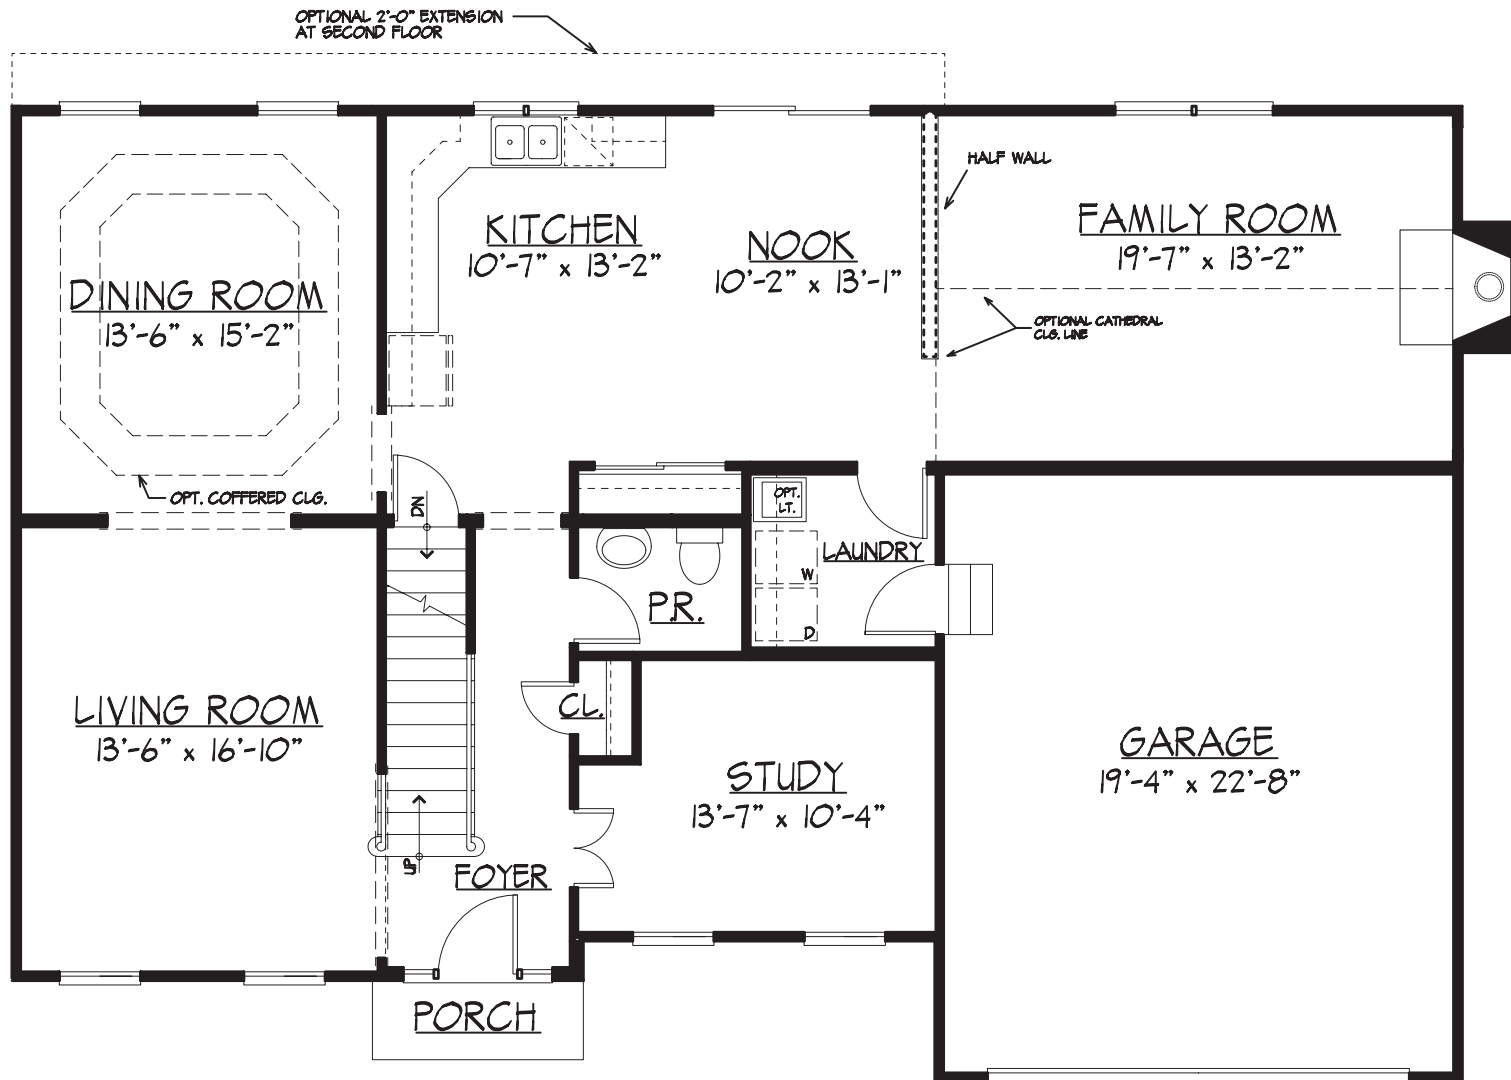 OPTIONAL 2'-0" EXTENSION
AT SECOND FLOOR
HALF WALL
KITCHEN
10'-7" x 13'-2"
NOOK
10'-2" x 13'-1"
FAMILY ROOM
19'-7" x 13'-2"
DINING ROOM
13'-6" x 15'-2"
OPTIONAL CATHEDRAL
CLG. LINE
OPT. COFFERED CLG.
DN
OPT.
LT.
LAUNDRY
W
D
P.R.
LIVING ROOM
13'-6" x 16'-10"
CL.
STUDY
13'-7" x 10'-4"
GARAGE
19'-4" x 22'-8"
UP
FOYER
PORCH